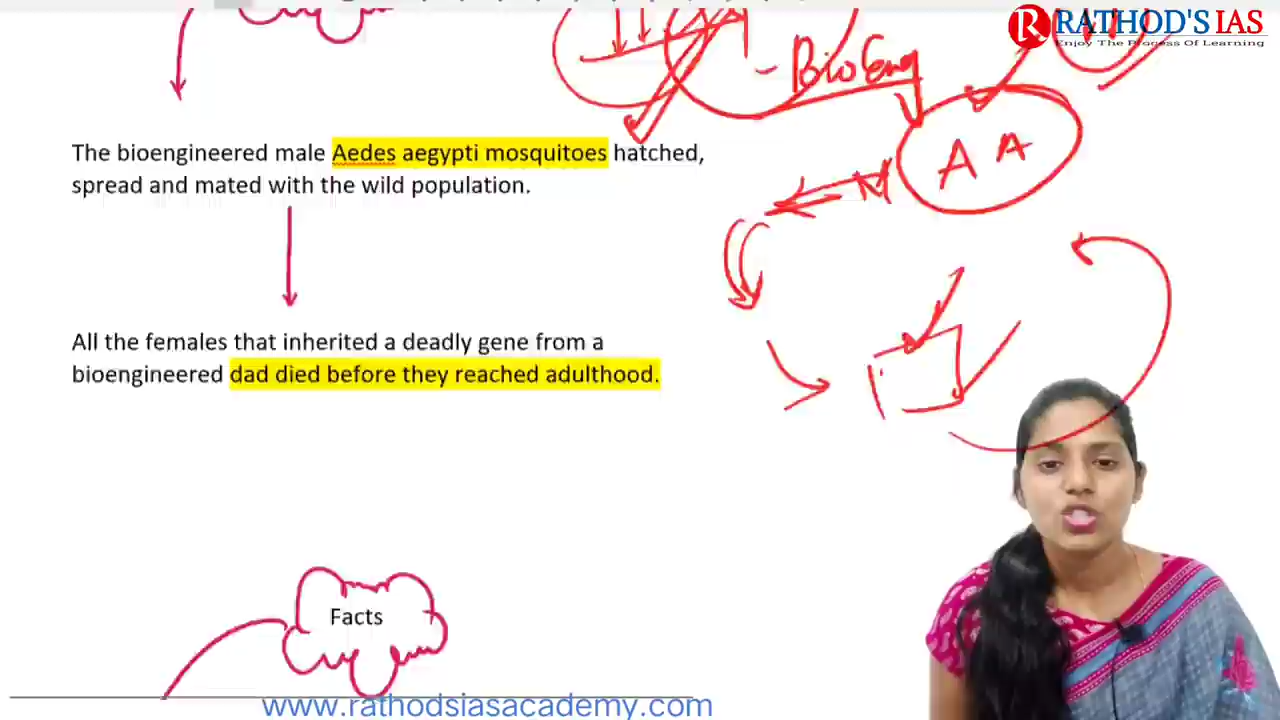 RATHOD'S IAS
Enjoy The Process Of Learning
- BioEng
The bioengineered male Aedes aegypti mosquitoes hatched,
spread and mated with the wild population.
A A
M
All the females that inherited a deadly gene from a
bioengineered dad died before they reached adulthood.
Facts
www.rathodsiasacademy.com